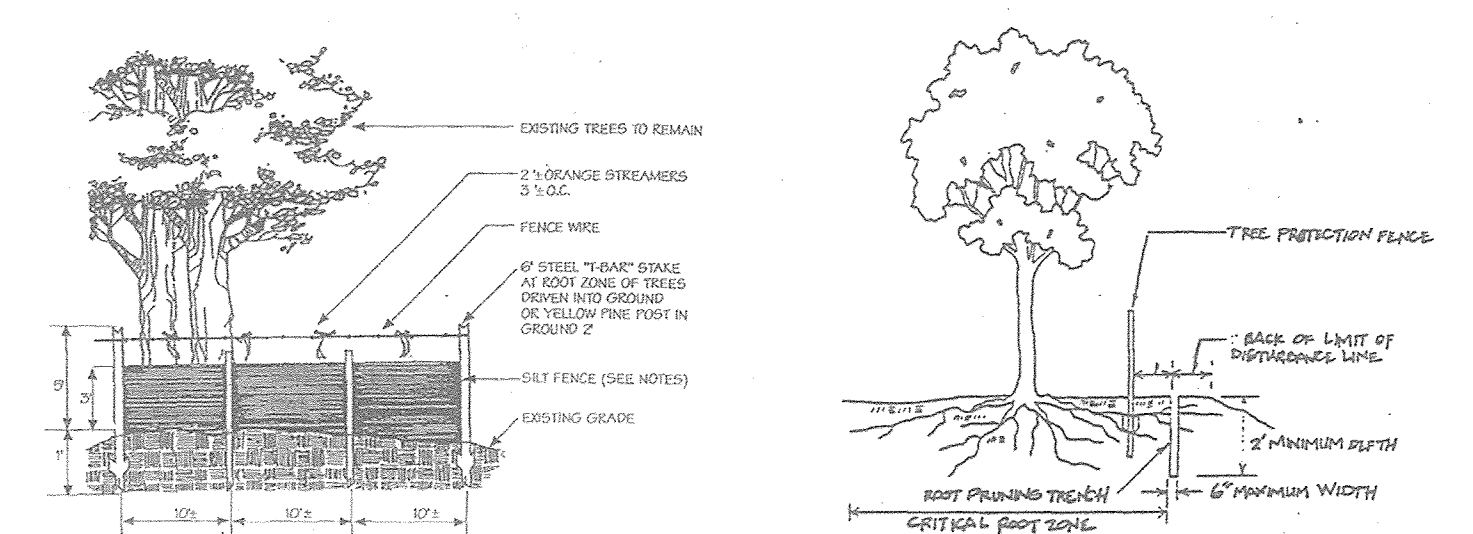 EXISTING TREES TO REMAIN
2'± ORANGE STREAMERS
3'± O.C.
FENCE WIRE
6' STEEL "T-BAR" STAKE
AT ROOT ZONE OF TREES
DRIVEN INTO GROUND
OR YELLOW PINE POST IN
GROUND 2'
SILT FENCE (SEE NOTES)
EXISTING GRADE
5'
3'
1'
10'±
10'±
10'±
TREE PROTECTION FENCE
BACK OF LIMIT OF
DISTURBANCE LINE
2' MINIMUM DEPTH
ROOT PRUNING TRENCH
6" MAXIMUM WIDTH
CRITICAL ROOT ZONE